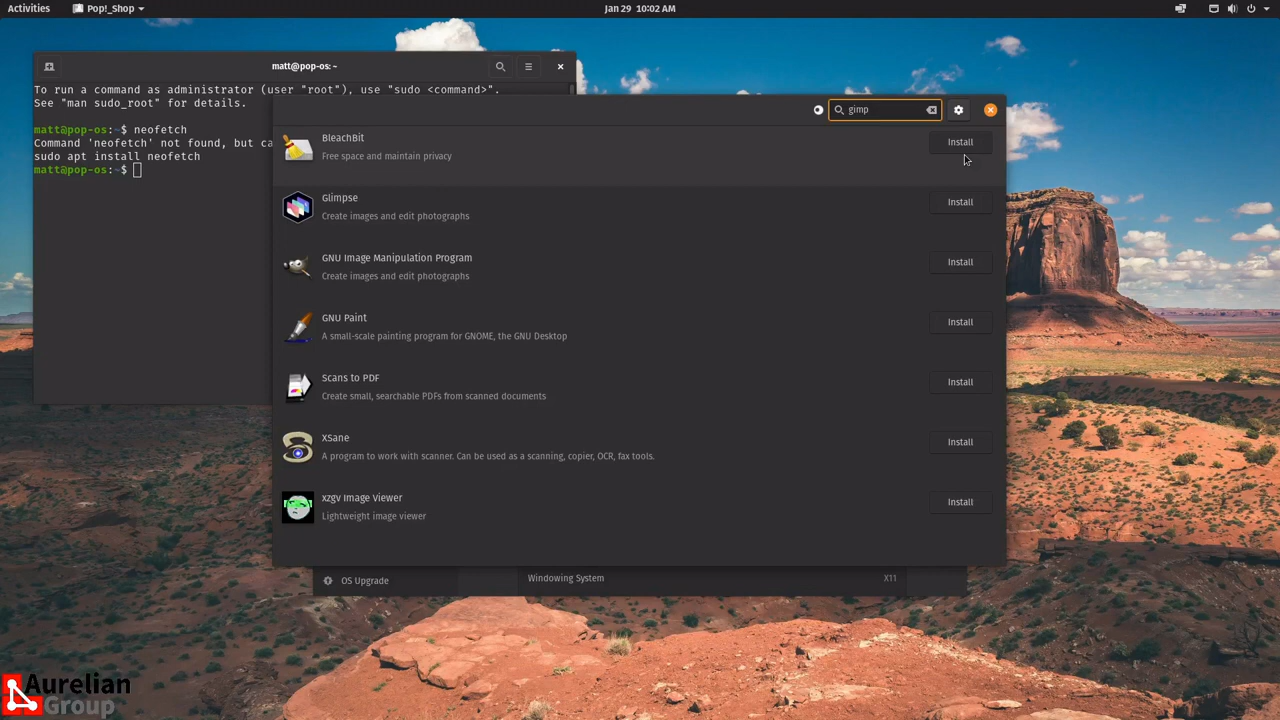 Activities
Pop!_Shop
Jan 29 10:02 AM
matt@pop-os: ~
To run a command as administrator (user "root"), use "sudo <command>".
See "man sudo_root" for details.
matt@pop-os:~$ neofetch
Command 'neofetch' not found, but ca
sudo apt install neofetch
matt@pop-os:~$
gimp
BleachBit
Free space and maintain privacy
Install
Glimpse
Create images and edit photographs
Install
GNU Image Manipulation Program
Create images and edit photographs
Install
GNU Paint
A small-scale painting program for GNOME, the GNU Desktop
Install
Scans to PDF
Create small, searchable PDFs from scanned documents
Install
XSane
A program to work with scanner. Can be used as a scanning, copier, OCR, fax tools.
Install
xzgv Image Viewer
Lightweight image viewer
Install
OS Upgrade
Windowing System
X11
Aurelian
Group